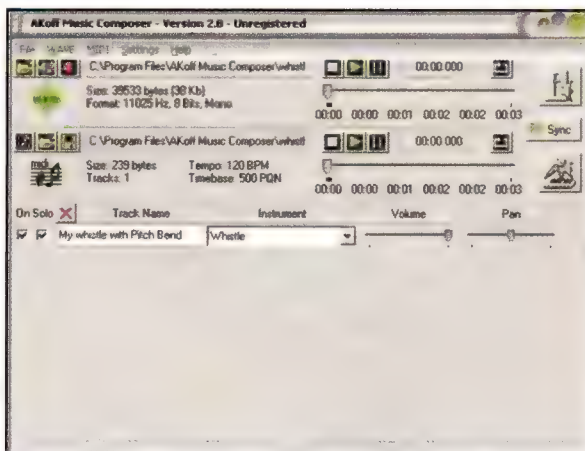 AKoff Music Composer - Version 2.0 - Unregistered
File WAVE MIDI Settings Help
C:\Program Files\AKoff Music Composer\whistl
00:00.000
Size: 39533 bytes (38 Kb)
Format: 11025 Hz, 8 Bits, Mono
00:00 00:00 00:01 00:02 00:02 00:03
Sync
C:\Program Files\AKoff Music Composer\whistl
00:00.000
midi
Size: 239 bytes Tempo: 120 BPM
Tracks: 1 Timebase: 500 PQN
00:00 00:00 00:01 00:02 00:02 00:03
On Solo Track Name Instrument Volume Pan
My whistle with Pitch Bend Whistle